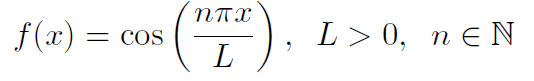 f(x) = cos(nπx/L), L > 0, n ∈ ℕ